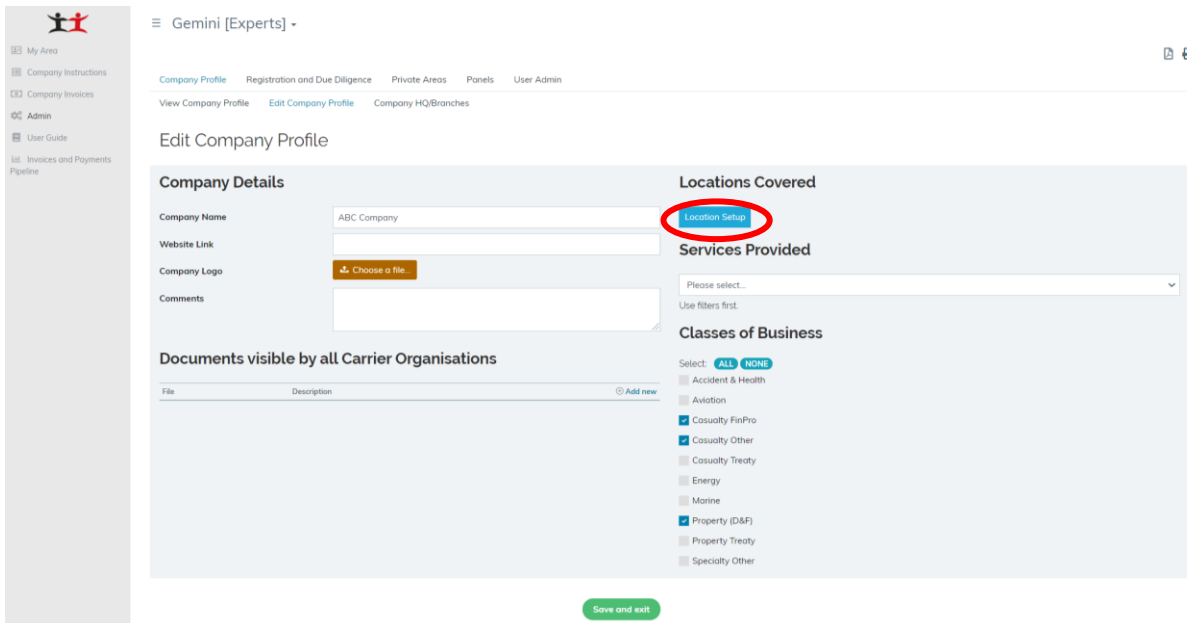 Gemini [Experts]
My Area
Company Instructions
Company Invoices
Admin
User Guide
Invoices and Payments
Pipeline
Company Profile Registration and Due Diligence Private Areas Panels User Admin
View Company Profile Edit Company Profile Company HQ/Branches
Edit Company Profile
Company Details
Company Name ABC Company
Website Link
Company Logo Choose a file...
Comments
Documents visible by all Carrier Organisations
File Description Add new
Locations Covered
Location Setup
Services Provided
Please select...
Use filters first.
Classes of Business
Select: ALL NONE
Accident & Health
Aviation
Casualty FinPro
Casualty Other
Casualty Treaty
Energy
Marine
Property (D&F)
Property Treaty
Specialty Other
Save and exit